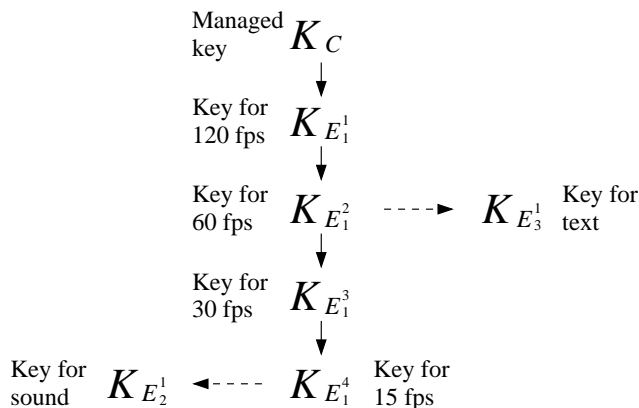 Managed
key
K_C
Key for
120 fps
K_{E_1^1}
Key for
60 fps
K_{E_1^2}
K_{E_3^1}
Key for
text
Key for
30 fps
K_{E_1^3}
Key for
sound
K_{E_2^1}
K_{E_1^4}
Key for
15 fps